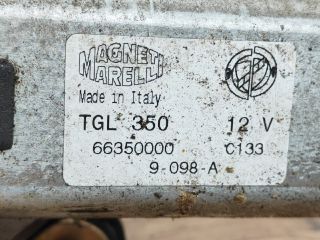 MAGNETI
MARELLI
Made in Italy
TGL 350 12 V
66350000 C133
9-098-A